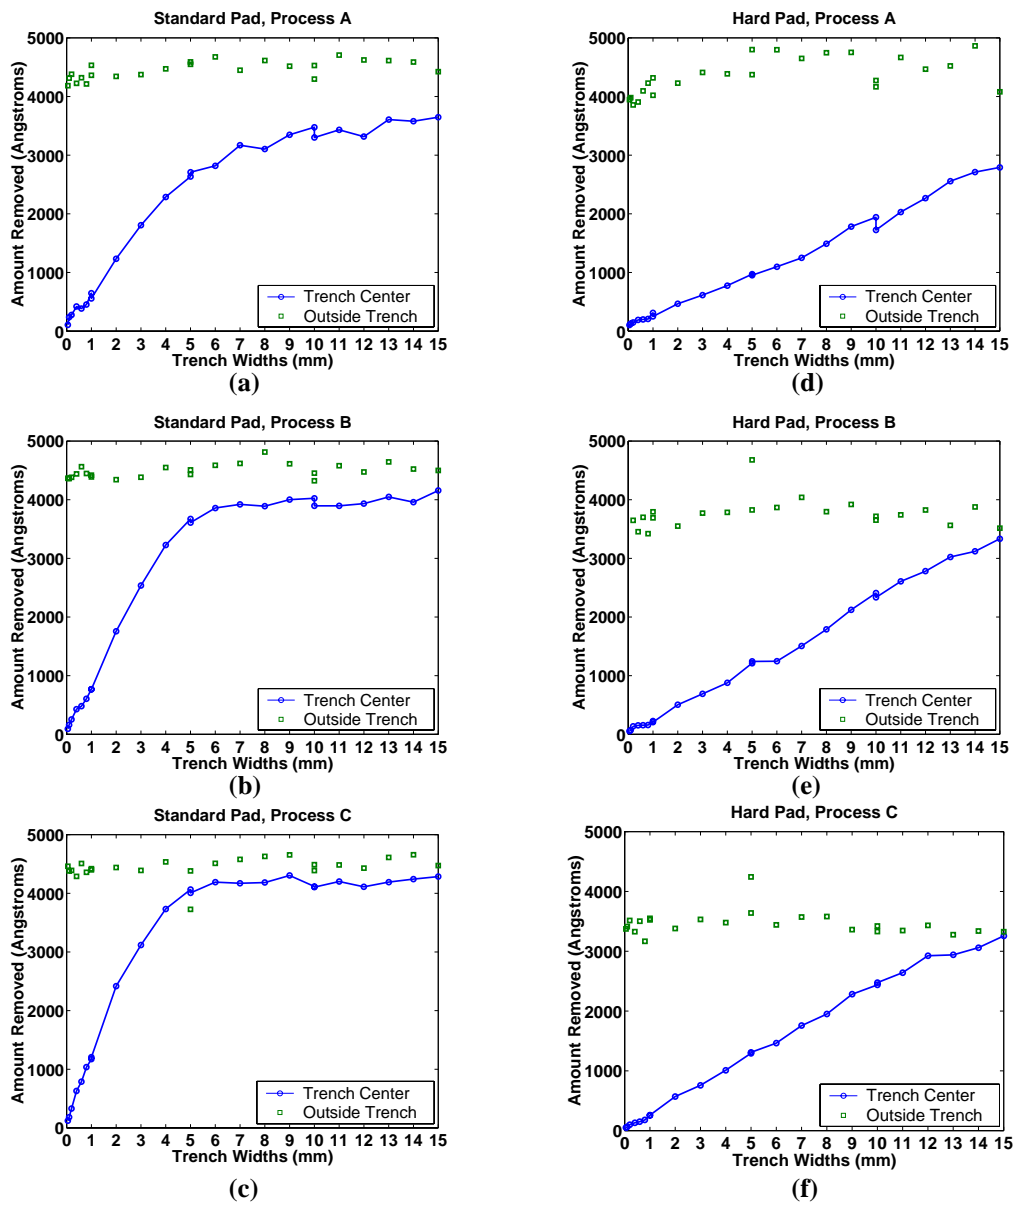 Standard Pad, Process A
Amount Removed (Angstroms)
5000
4000
3000
2000
1000
0
0 1 2 3 4 5 6 7 8 9 10 11 12 13 14 15
Trench Widths (mm)
Trench Center
Outside Trench
(a)
Hard Pad, Process A
Amount Removed (Angstroms)
5000
4000
3000
2000
1000
0
0 1 2 3 4 5 6 7 8 9 10 11 12 13 14 15
Trench Widths (mm)
Trench Center
Outside Trench
(d)
Standard Pad, Process B
Amount Removed (Angstroms)
5000
4000
3000
2000
1000
0
0 1 2 3 4 5 6 7 8 9 10 11 12 13 14 15
Trench Widths (mm)
Trench Center
Outside Trench
(b)
Hard Pad, Process B
Amount Removed (Angstroms)
5000
4000
3000
2000
1000
0
0 1 2 3 4 5 6 7 8 9 10 11 12 13 14 15
Trench Widths (mm)
Trench Center
Outside Trench
(e)
Standard Pad, Process C
Amount Removed (Angstroms)
5000
4000
3000
2000
1000
0
0 1 2 3 4 5 6 7 8 9 10 11 12 13 14 15
Trench Widths (mm)
Trench Center
Outside Trench
(c)
Hard Pad, Process C
Amount Removed (Angstroms)
5000
4000
3000
2000
1000
0
0 1 2 3 4 5 6 7 8 9 10 11 12 13 14 15
Trench Widths (mm)
Trench Center
Outside Trench
(f)